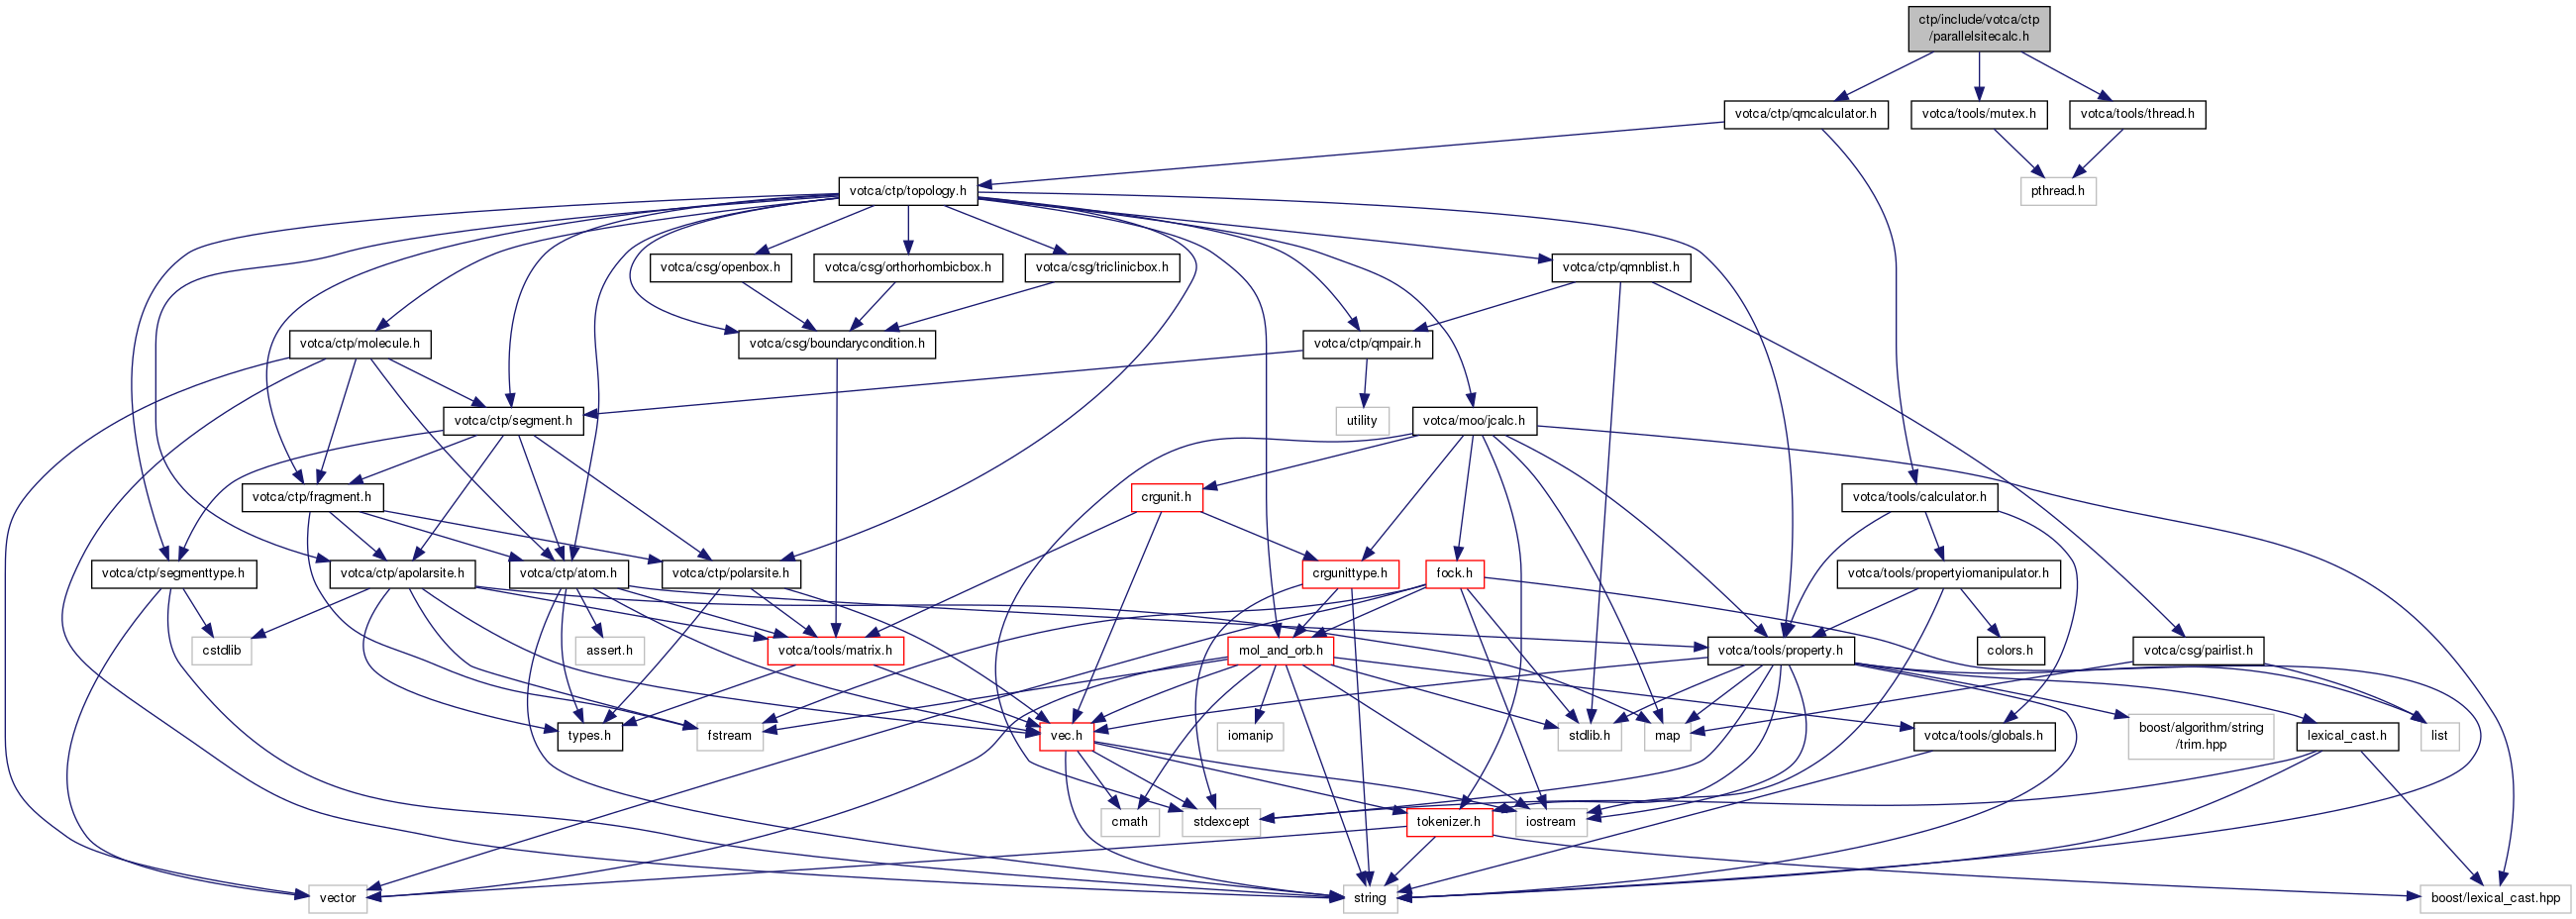 ctp/include/votca/ctp
/parallelsitecalc.h
votca/ctp/qmcalculator.h
votca/tools/mutex.h
votca/tools/thread.h
votca/ctp/topology.h
pthread.h
votca/csg/openbox.h
votca/csg/orthorhombicbox.h
votca/csg/triclinicbox.h
votca/ctp/qmnblist.h
votca/ctp/molecule.h
votca/csg/boundarycondition.h
votca/ctp/qmpair.h
votca/ctp/segment.h
utility
votca/moo/jcalc.h
votca/ctp/fragment.h
crgunit.h
votca/tools/calculator.h
votca/ctp/segmenttype.h
votca/ctp/apolarsite.h
votca/ctp/atom.h
votca/ctp/polarsite.h
crgunittype.h
fock.h
votca/tools/propertyiomanipulator.h
cstdlib
assert.h
votca/tools/matrix.h
mol_and_orb.h
votca/tools/property.h
colors.h
votca/csg/pairlist.h
types.h
fstream
vec.h
iomanip
stdlib.h
map
votca/tools/globals.h
boost/algorithm/string
/trim.hpp
lexical_cast.h
list
cmath
stdexcept
tokenizer.h
iostream
vector
string
boost/lexical_cast.hpp